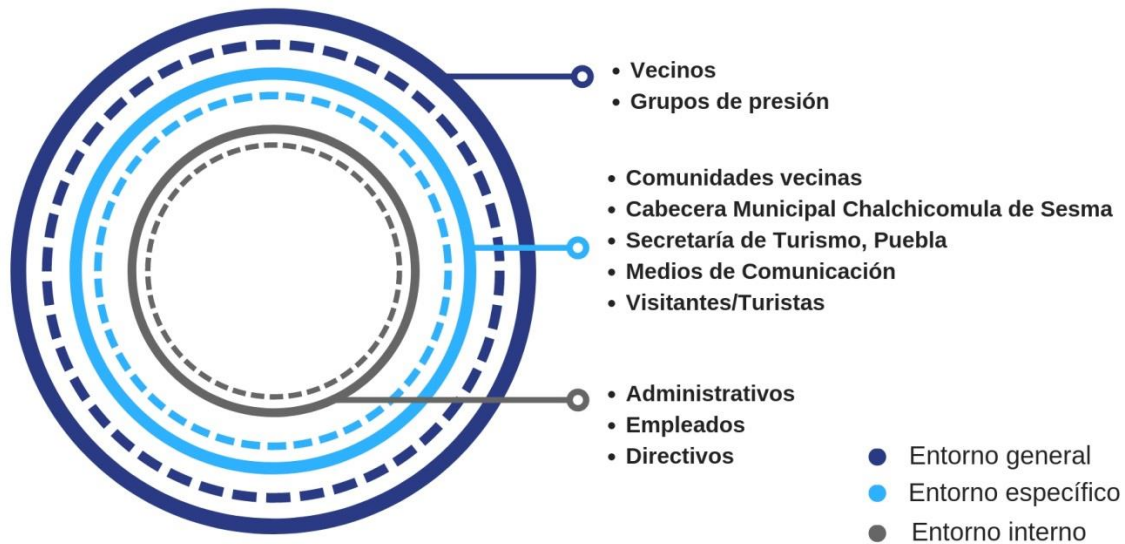 • Vecinos
• Grupos de presión
• Comunidades vecinas
• Cabecera Municipal Chalchicomula de Sesma
• Secretaría de Turismo, Puebla
• Medios de Comunicación
• Visitantes/Turistas
• Administrativos
• Empleados
• Directivos
Entorno general
Entorno específico
Entorno interno